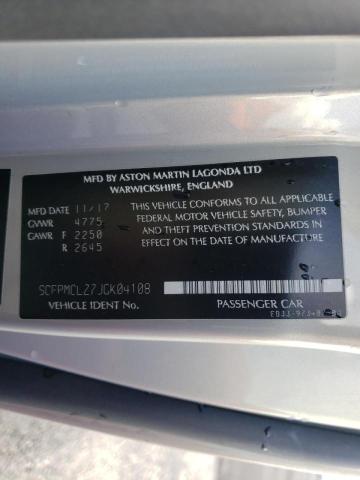 MFD BY ASTON MARTIN LAGONDA LTD
WARWICKSHIRE, ENGLAND
MFD DATE 11/17
GVWR 4775
GAWR F 2250
R 2645
THIS VEHICLE CONFORMS TO ALL APPLICABLE
FEDERAL MOTOR VEHICLE SAFETY, BUMPER
AND THEFT PREVENTION STANDARDS IN
EFFECT ON THE DATE OF MANUFACTURE
SCFPMCLZ7JGK04108
VEHICLE IDENT No.
PASSENGER CAR